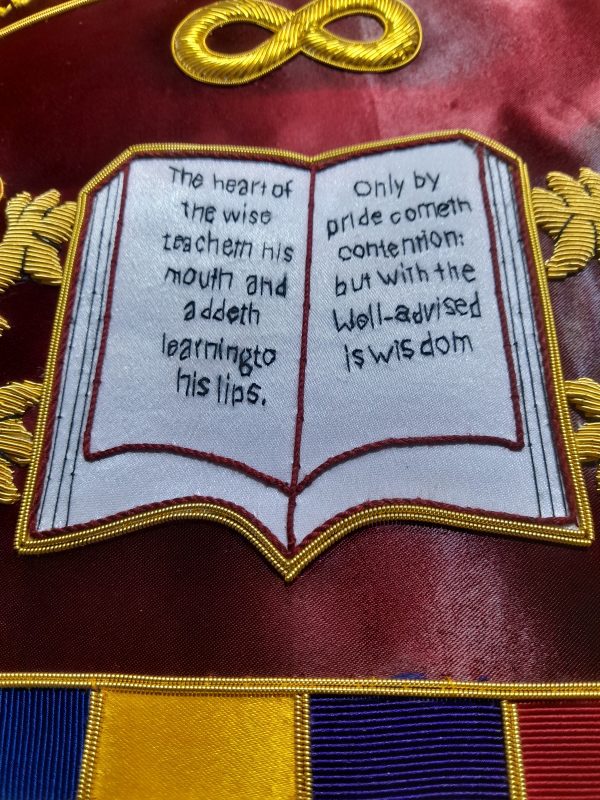 The heart of
the wise
teacheth his
mouth and
addeth
learning to
his lips.
Only by
pride cometh
contention:
but with the
Well-advised
is wisdom